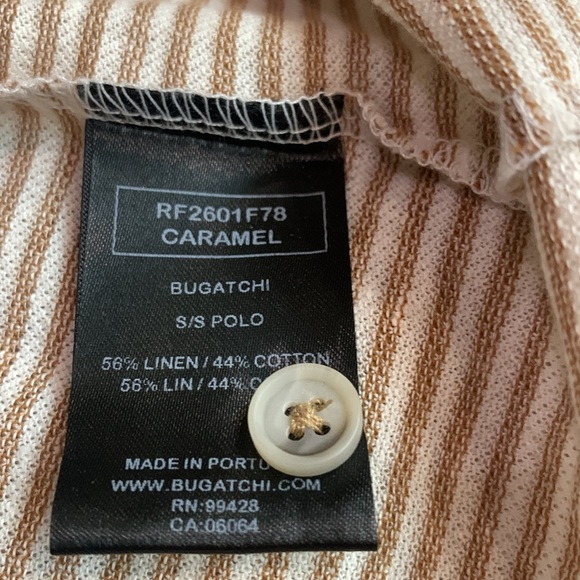 RF2601F78
CARAMEL
BUGATCHI
S/S POLO
56% LINEN / 44% COTTON
56% LIN / 44% C
MADE IN PORTU
WWW.BUGATCHI.COM
RN:99428
CA:06064